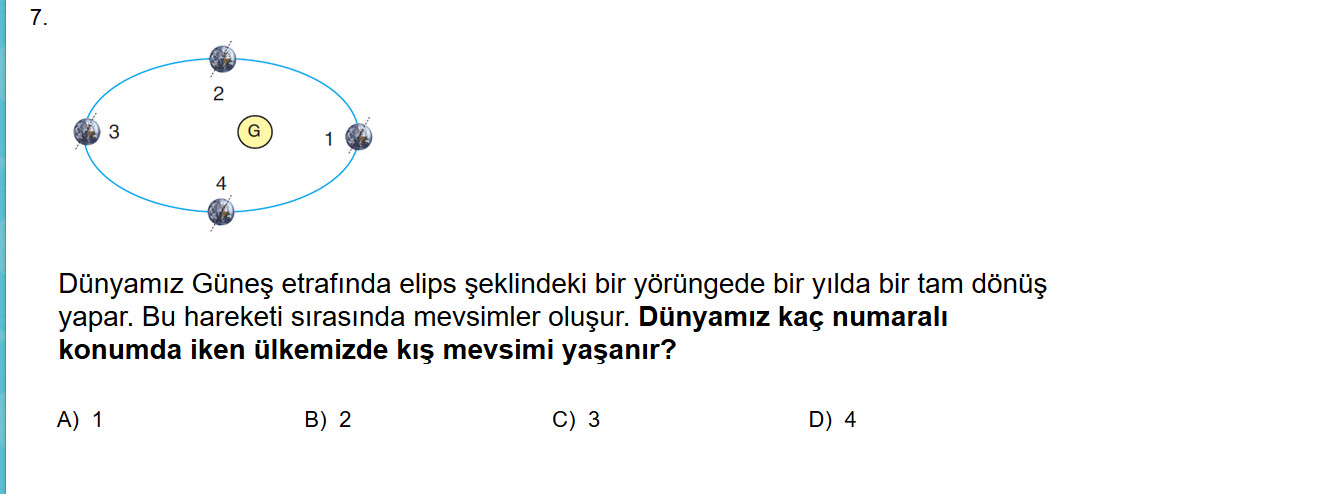 7.
2
3
G
1
4
Dünyamız Güneş etrafında elips şeklindeki bir yörüngede bir yılda bir tam dönüş
yapar. Bu hareketi sırasında mevsimler oluşur. Dünyamız kaç numaralı
konumda iken ülkemizde kış mevsimi yaşanır?
A) 1 B) 2 C) 3 D) 4